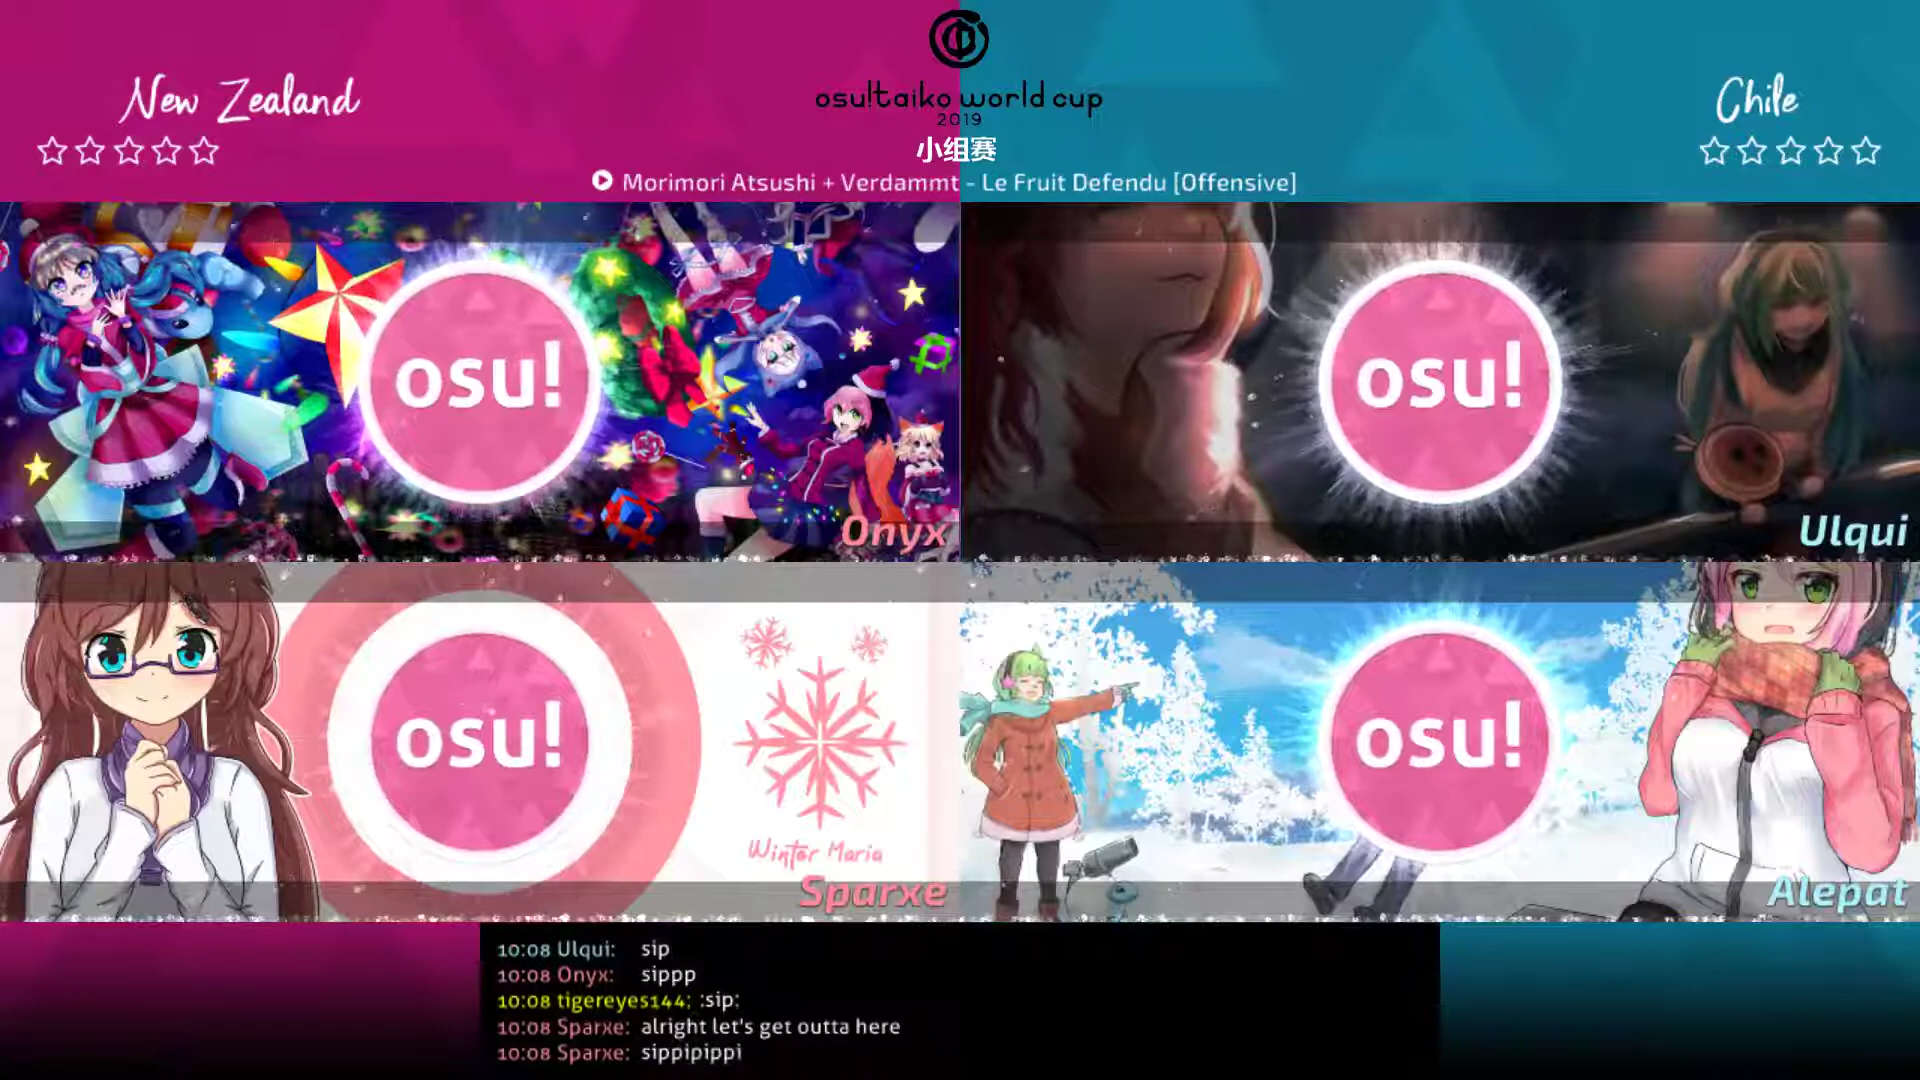 New Zealand
osu!taiko world cup
2019
小组赛
Chile
Morimori Atsushi + Verdammt - Le Fruit Defendu [Offensive]
osu!
Onyx
osu!
Ulqui
osu!
Winter Maria
Sparxe
osu!
Alepat
10:08 Ulqui: sip
10:08 Onyx: sippp
10:08 tigereyes144: :sip:
10:08 Sparxe: alright let's get outta here
10:08 Sparxe: sippipippi